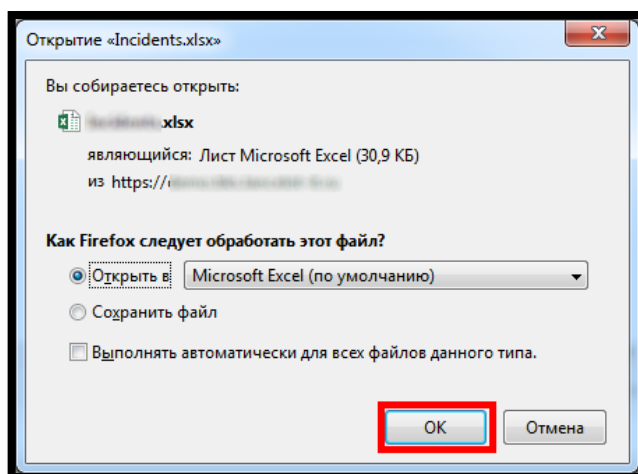 Открытие «Incidents.xlsx»
Вы собираетесь открыть:
.xlsx
являющийся: Лист Microsoft Excel (30,9 КБ)
из https://
Как Firefox следует обработать этот файл?
Открыть в Microsoft Excel (по умолчанию)
Сохранить файл
Выполнять автоматически для всех файлов данного типа.
OK Отмена